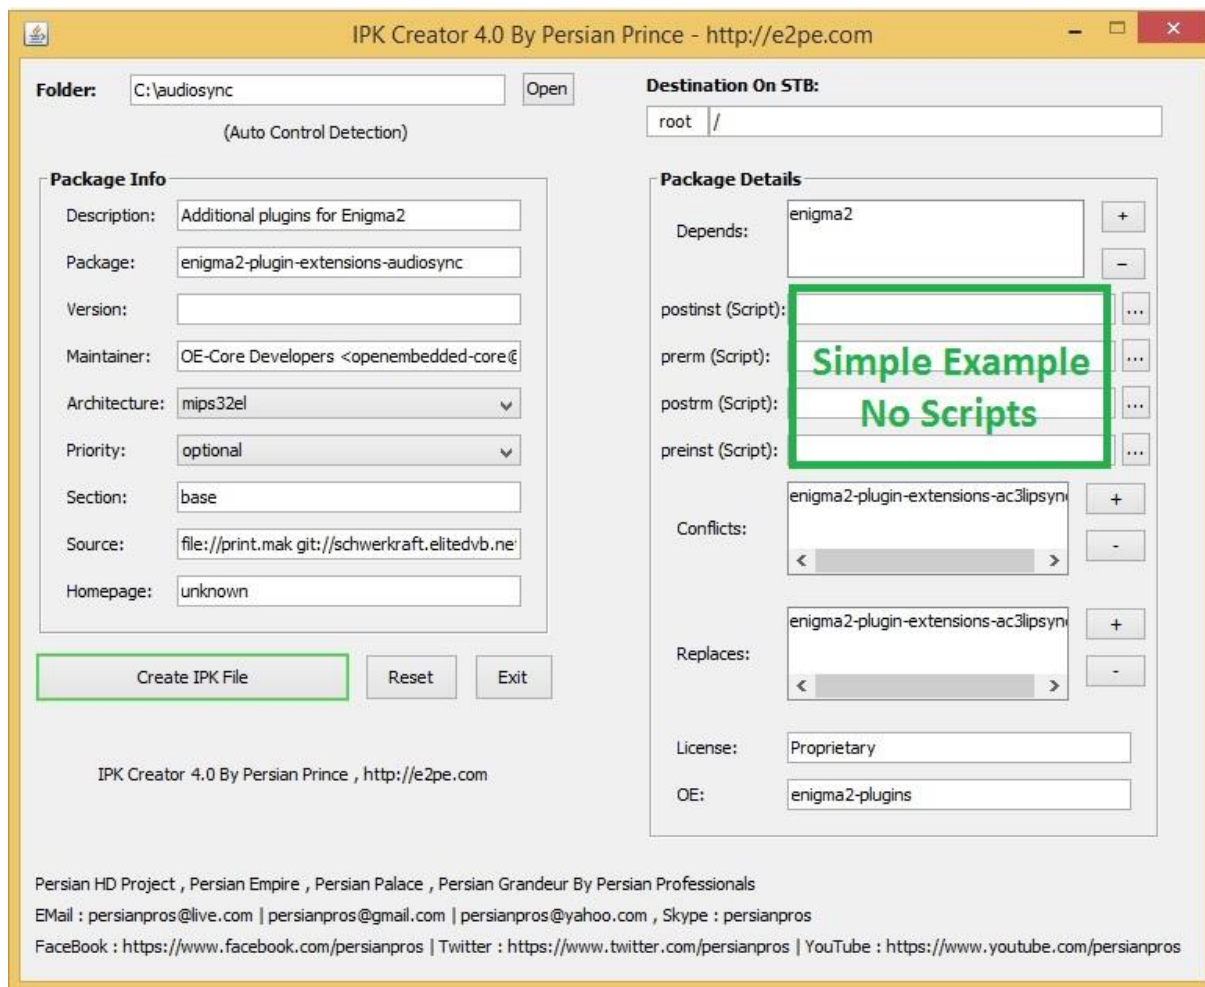 IPK Creator 4.0 By Persian Prince - http://e2pe.com
Folder: C:\audiosync Open
(Auto Control Detection)
Destination On STB:
root /
Package Info
Description: Additional plugins for Enigma2
Package: enigma2-plugin-extensions-audiosync
Version:
Maintainer: OE-Core Developers <openembedded-core@
Architecture: mips32el
Priority: optional
Section: base
Source: file://print.mak git://schwerkraft.elitedvb.ne
Homepage: unknown
Create IPK File Reset Exit
IPK Creator 4.0 By Persian Prince , http://e2pe.com
Package Details
Depends: enigma2 + -
postinst (Script): ...
prerm (Script): ...
postrm (Script): ...
preinst (Script): ...
Simple Example
No Scripts
Conflicts: enigma2-plugin-extensions-ac3lipsync + -
Replaces: enigma2-plugin-extensions-ac3lipsyn + -
License: Proprietary
OE: enigma2-plugins
Persian HD Project , Persian Empire , Persian Palace , Persian Grandeur By Persian Professionals
EMail : persianpros@live.com | persianpros@gmail.com | persianpros@yahoo.com , Skype : persianpros
FaceBook : https://www.facebook.com/persianpros | Twitter : https://www.twitter.com/persianpros | YouTube : https://www.youtube.com/persianpros